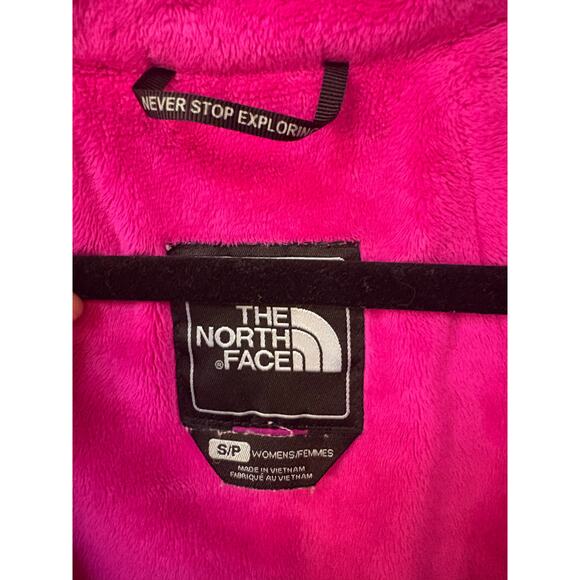 NEVER STOP EXPLORING
THE
NORTH
®FACE
S/P WOMENS/FEMMES
MADE IN VIETNAM
FABRIQUÉ AU VIETNAM